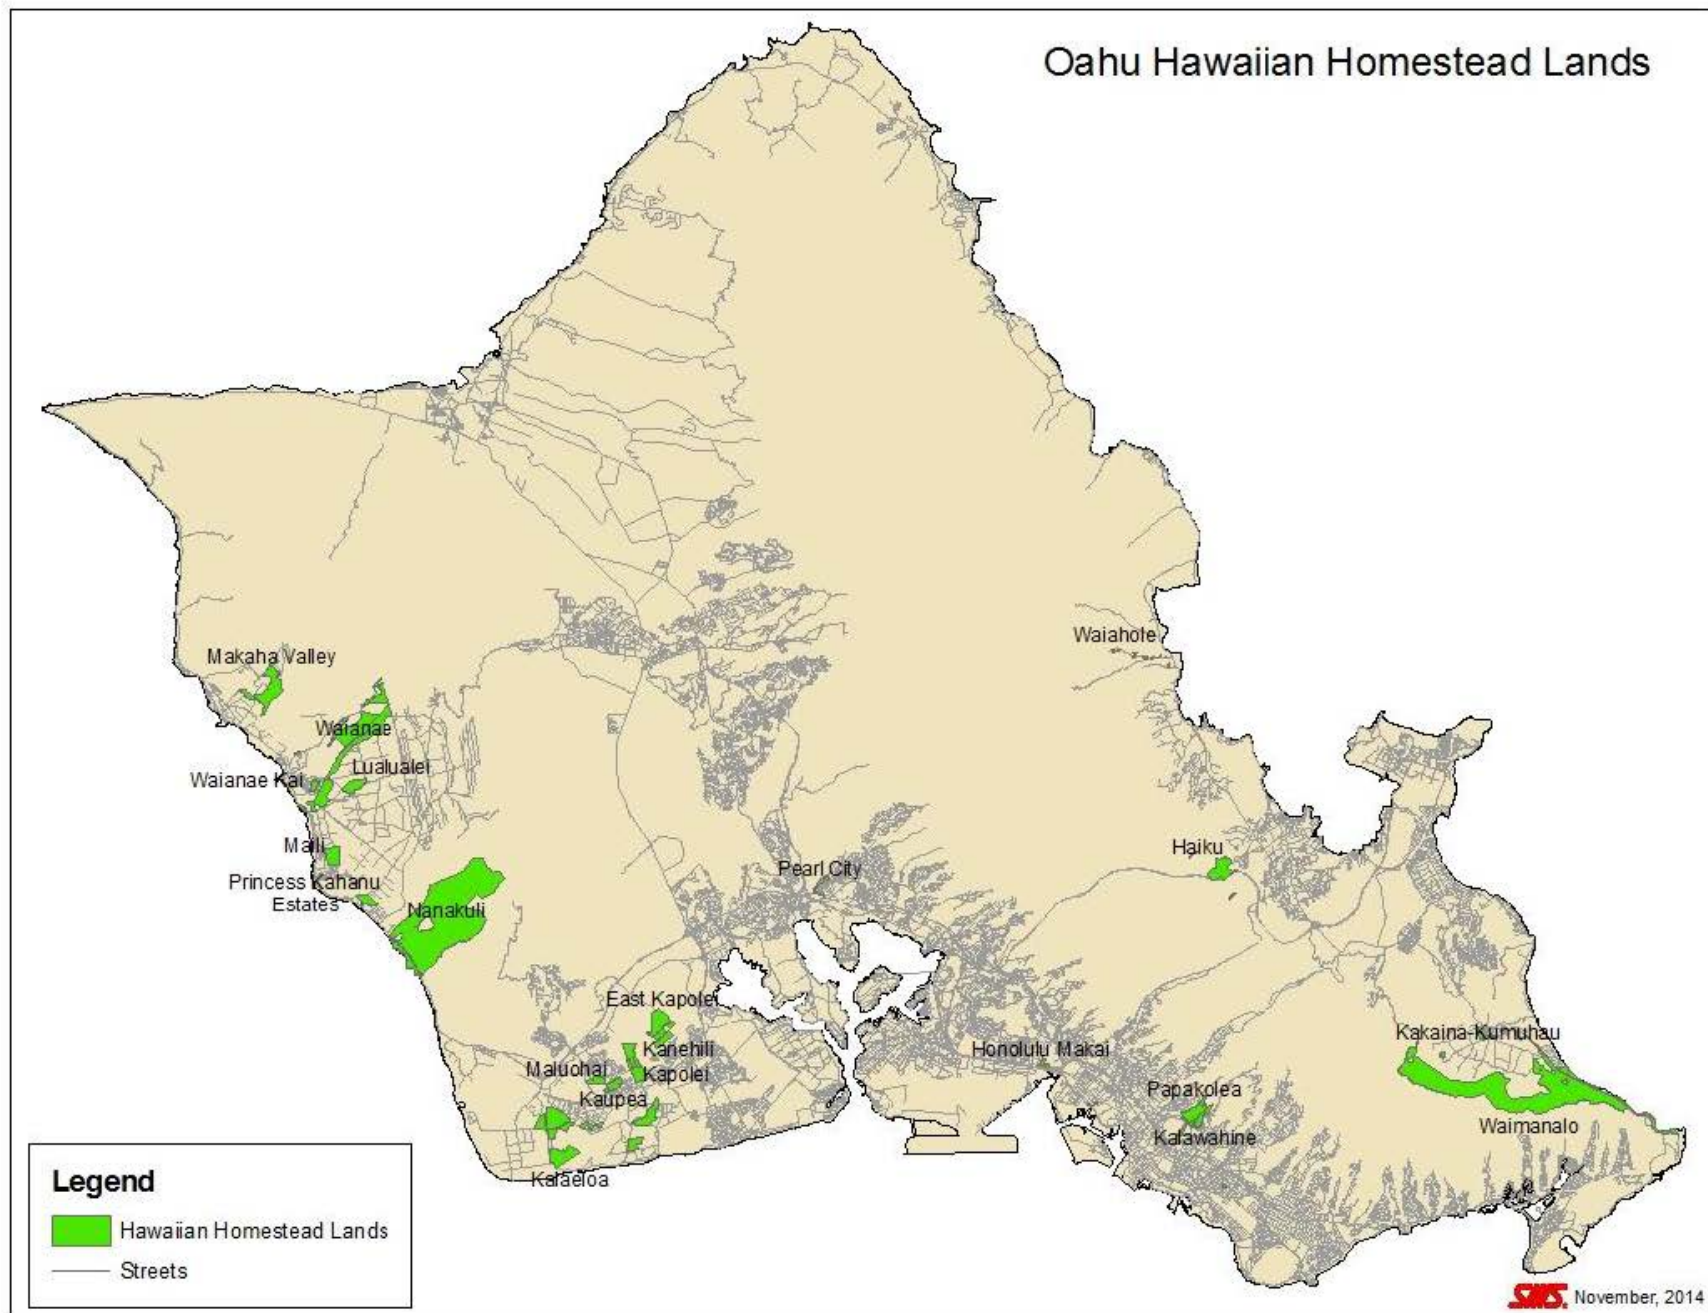 Oahu Hawaiian Homestead Lands
Waiahole
Makaha Valley
Waianae
Lualualei
Waianae Kai
Maili
Haiku
Pearl City
Princess Kahanu
Estates
Nanakuli
East Kapolei
Kakaina-Kumuhau
Kanehili
Honolulu Makai
Maluohai
Kapolei
Papakolea
Kaupea
Waimanalo
Kalawahine
Kalaeloa
Legend
Hawaiian Homestead Lands
Streets
SMS. November, 2014